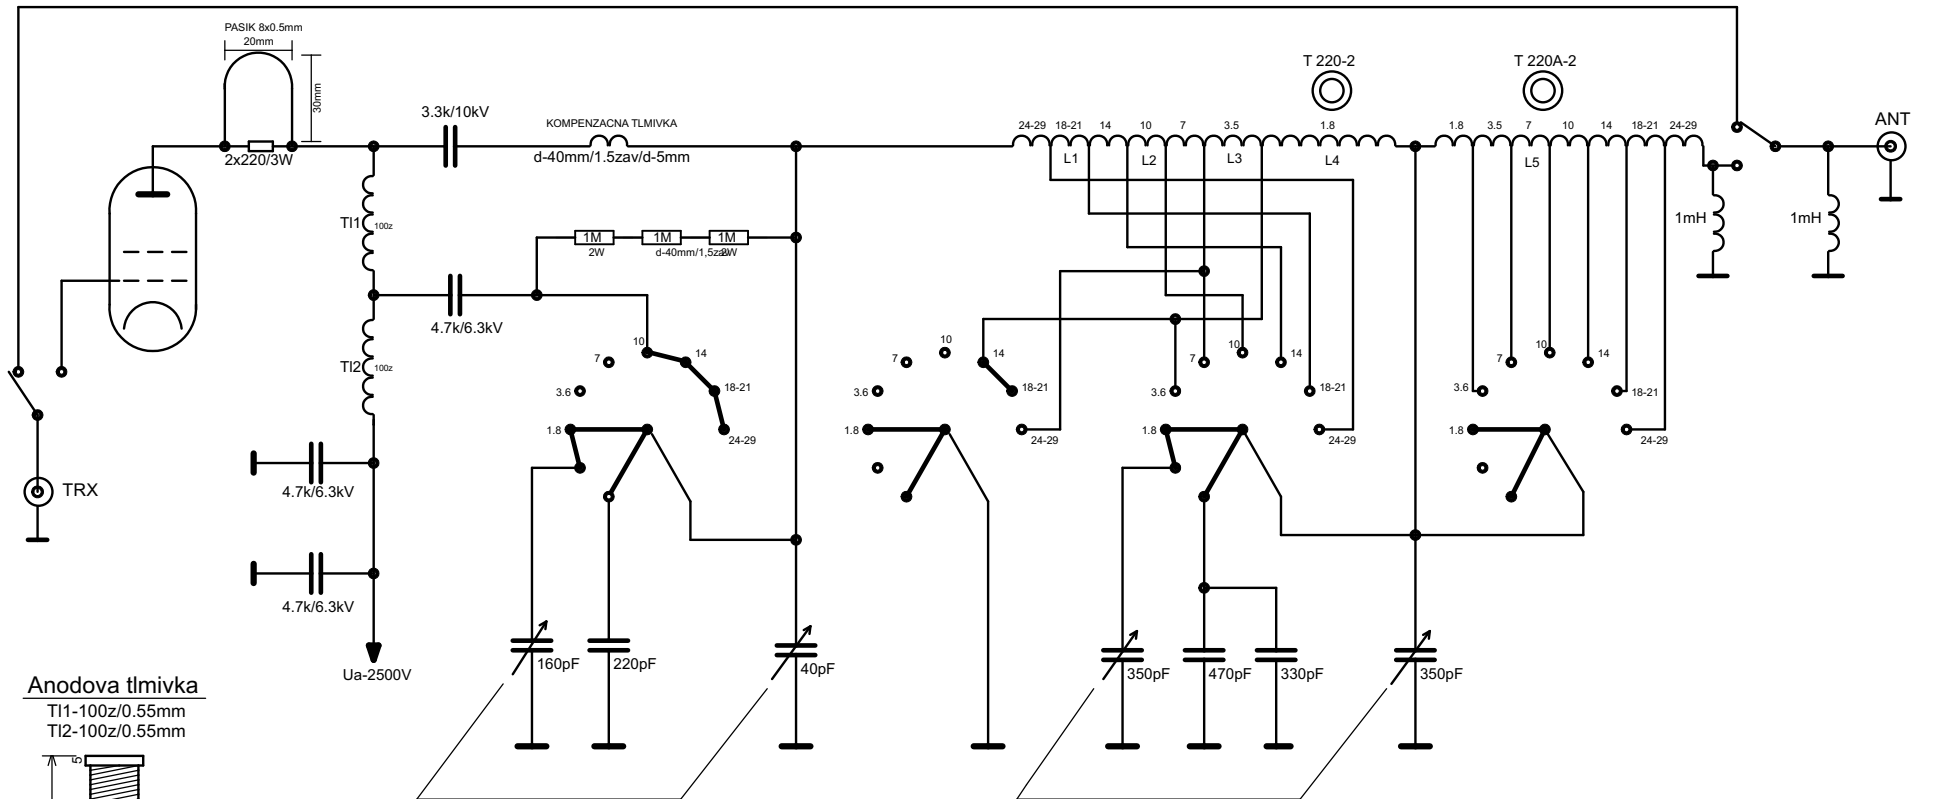 PASIK 8x0.5mm
20mm
30mm
2x220/3W
3.3k/10kV
KOMPENZACNA TLMIVKA
d-40mm/1.5zav/d-5mm
T 220-2
T 220A-2
24-29 18-21 14 10 7 3.5 1.8
1.8 3.5 7 10 14 18-21 24-29
L1 L2 L3 L4
L5
ANT
1mH
1mH
Tl1 100z
1M 1M 1M
2W d-40mm/1,5zav 2W
4.7k/6.3kV
Tl2 100z
1.8 3.6 7 10 14 18-21 24-29
1.8 3.6 7 10 14 18-21 24-29
1.8 3.6 7 10 14 18-21 24-29
1.8 3.6 7 10 14 18-21 24-29
TRX
4.7k/6.3kV
4.7k/6.3kV
Ua-2500V
160pF
220pF
40pF
350pF
470pF
330pF
350pF
Anodova tlmivka
Tl1-100z/0.55mm
Tl2-100z/0.55mm
5